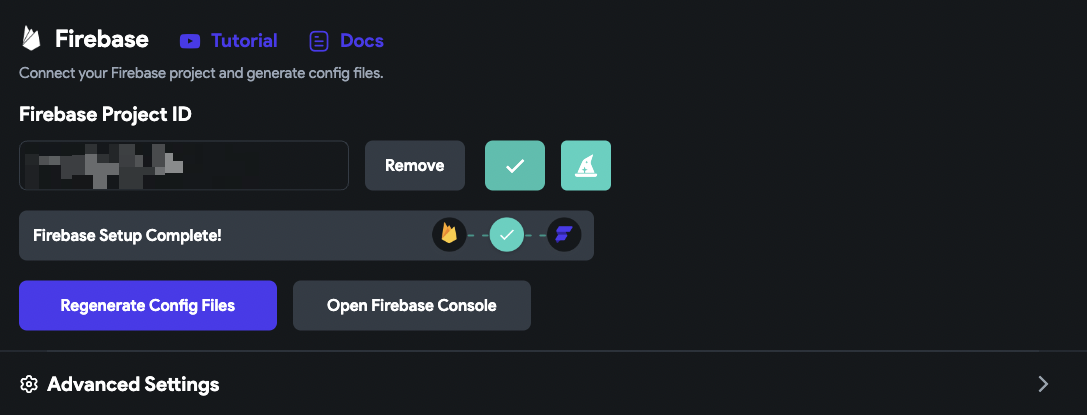 Firebase Tutorial Docs
Connect your Firebase project and generate config files.
Firebase Project ID
Remove
Firebase Setup Complete!
Regenerate Config Files Open Firebase Console
Advanced Settings